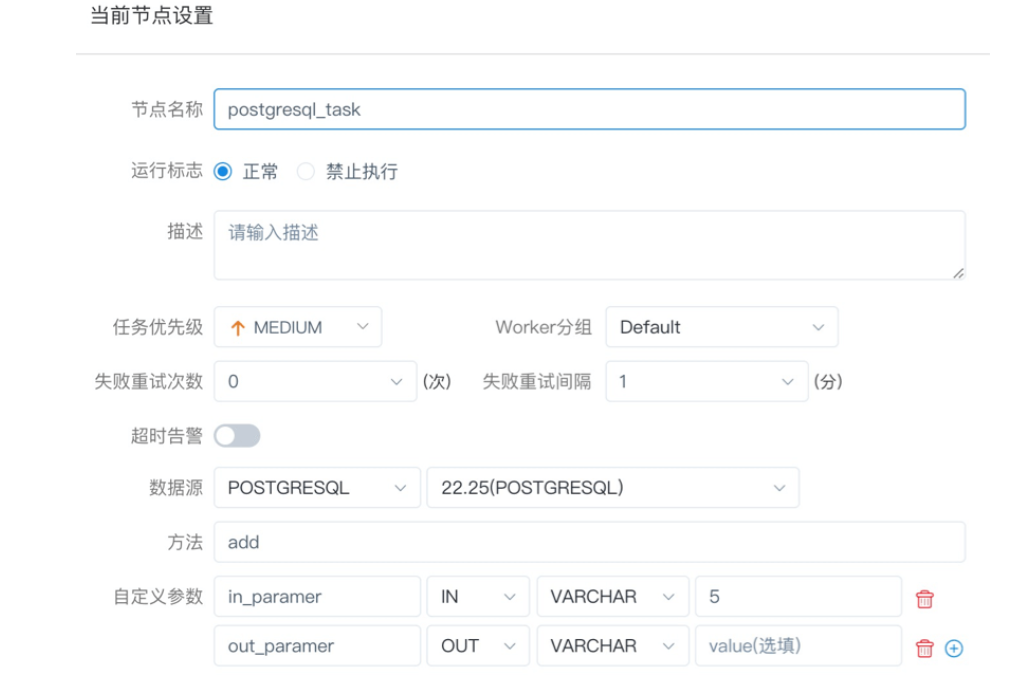 当前节点设置
节点名称 postgresql_task
运行标志 正常 禁止执行
描述 请输入描述
任务优先级 MEDIUM Worker分组 Default
失败重试次数 0 (次) 失败重试间隔 1 (分)
超时告警
数据源 POSTGRESQL 22.25(POSTGRESQL)
方法 add
自定义参数 in_paramer IN VARCHAR 5
out_paramer OUT VARCHAR value(选填)